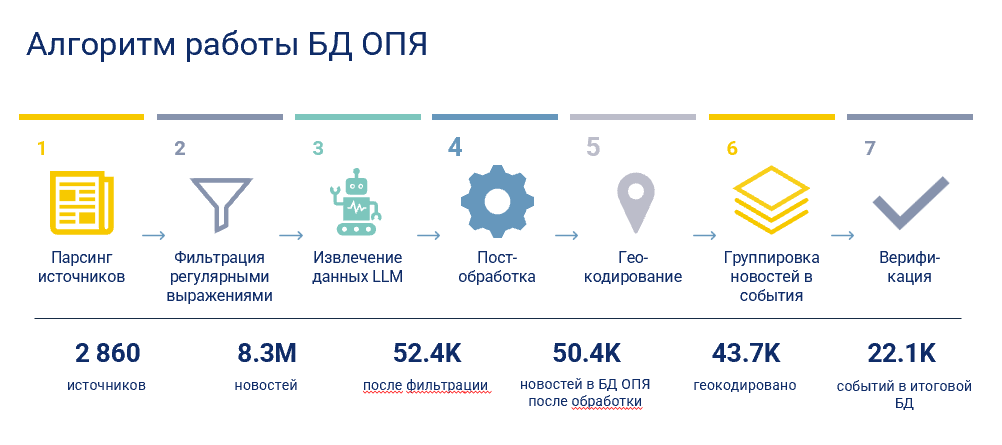 Алгоритм работы БД ОПЯ
1
2
3
4
5
6
7
Парсинг
источников
Фильтрация
регулярными
выражениями
Извлечение
данных LLM
Пост-
обработка
Гео-
кодирование
Группировка
новостей в
события
Верифи-
кация
2 860
источников
8.3M
новостей
52.4K
после фильтрации
50.4K
новостей в БД ОПЯ
после обработки
43.7K
геокодировано
22.1K
событий в итоговой
БД